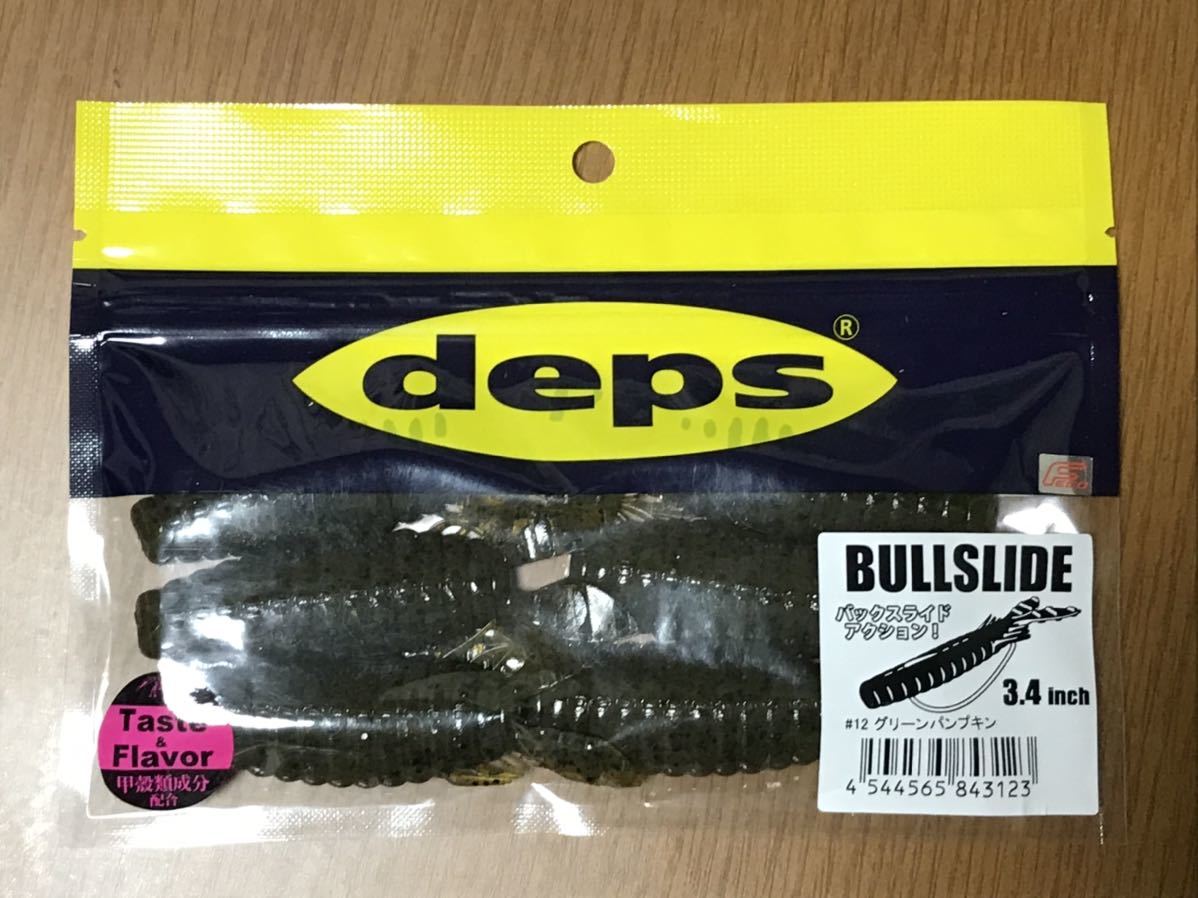 deps®
BULLSLIDE
バックスライド
アクション!
3.4 inch
#12 グリーンパンプキン
4 544565 843123
Taste
&
Flavor
甲殻類成分
配合